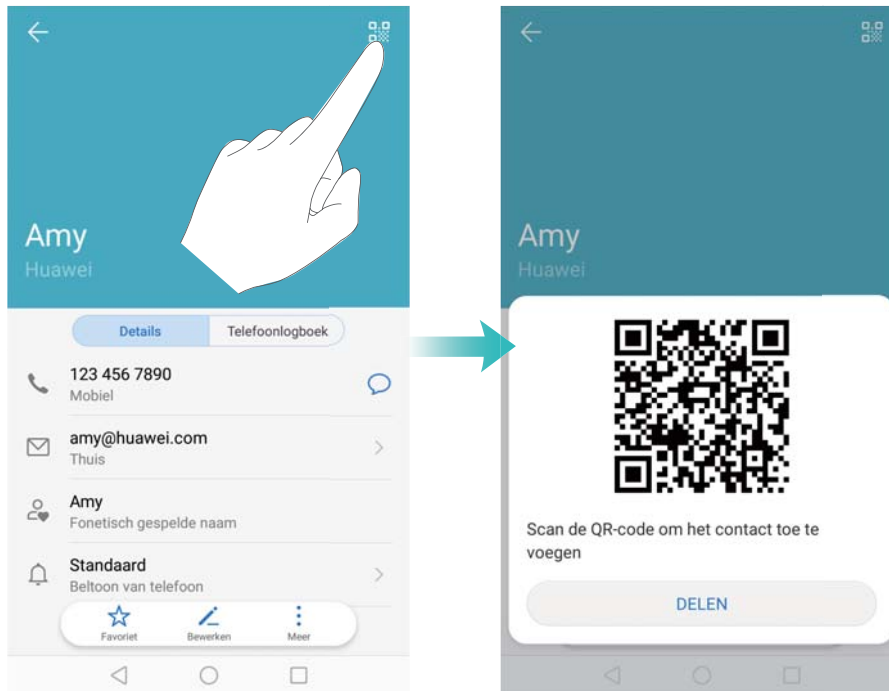 Amy
Huawei
Details
Telefoonlogboek
123 456 7890
Mobiel
amy@huawei.com
Thuis
Amy
Fonetisch gespelde naam
Standaard
Beltoon van telefoon
Favoriet
Bewerken
Meer
Amy
Huawei
Scan de QR-code om het contact toe te
voegen
DELEN